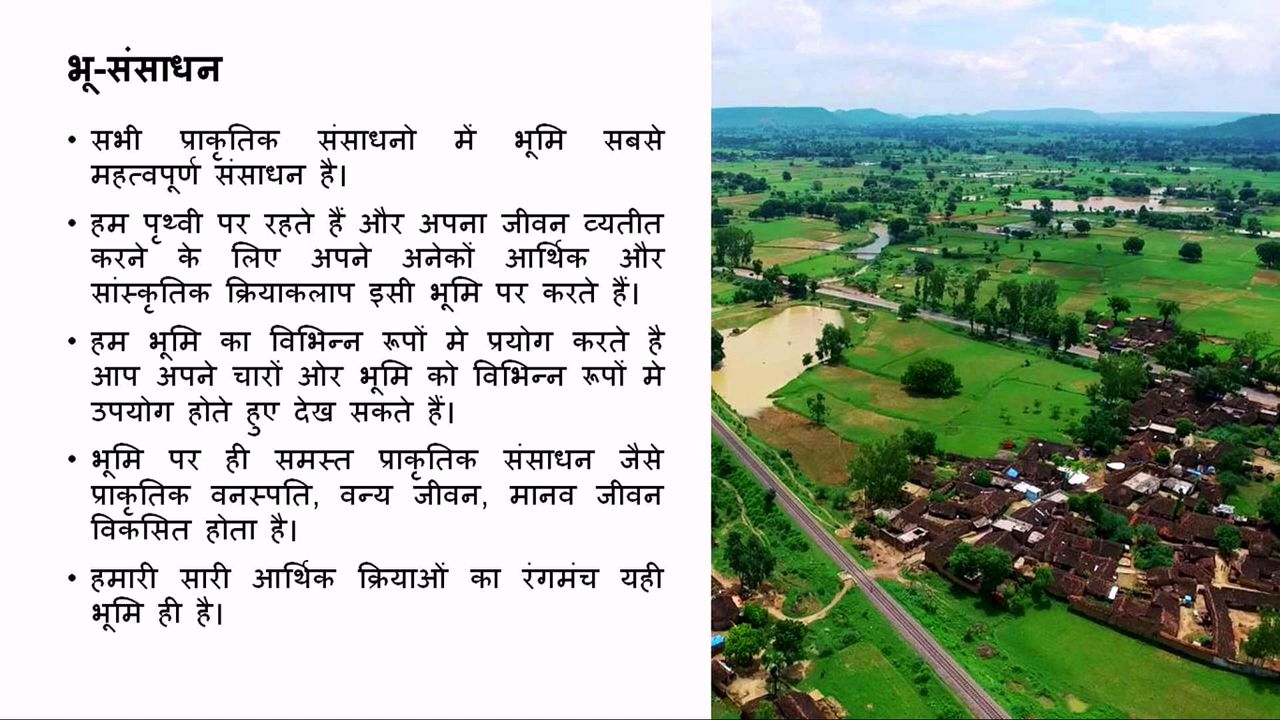 भू-संसाधन
• सभी प्राकृतिक संसाधनो में भूमि सबसे
महत्वपूर्ण संसाधन है।
• हम पृथ्वी पर रहते हैं और अपना जीवन व्यतीत
करने के लिए अपने अनेकों आर्थिक और
सांस्कृतिक क्रियाकलाप इसी भूमि पर करते हैं।
• हम भूमि का विभिन्न रूपों मे प्रयोग करते है
आप अपने चारों ओर भूमि को विभिन्न रूपों मे
उपयोग होते हुए देख सकते हैं।
• भूमि पर ही समस्त प्राकृतिक संसाधन जैसे
प्राकृतिक वनस्पति, वन्य जीवन, मानव जीवन
विकसित होता है।
• हमारी सारी आर्थिक क्रियाओं का रंगमंच यही
भूमि ही है।